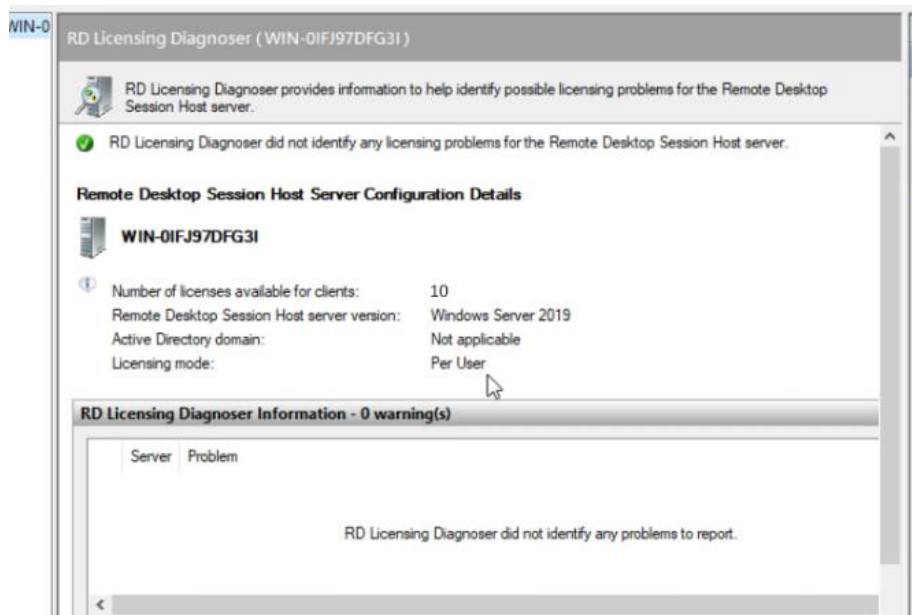 WIN-0
RD Licensing Diagnoser ( WIN-0IFJ97DFG3I )
RD Licensing Diagnoser provides information to help identify possible licensing problems for the Remote Desktop
Session Host server.
RD Licensing Diagnoser did not identify any licensing problems for the Remote Desktop Session Host server.
Remote Desktop Session Host Server Configuration Details
WIN-0IFJ97DFG3I
Number of licenses available for clients: 10
Remote Desktop Session Host server version: Windows Server 2019
Active Directory domain: Not applicable
Licensing mode: Per User
RD Licensing Diagnoser Information - 0 warning(s)
Server Problem
RD Licensing Diagnoser did not identify any problems to report.